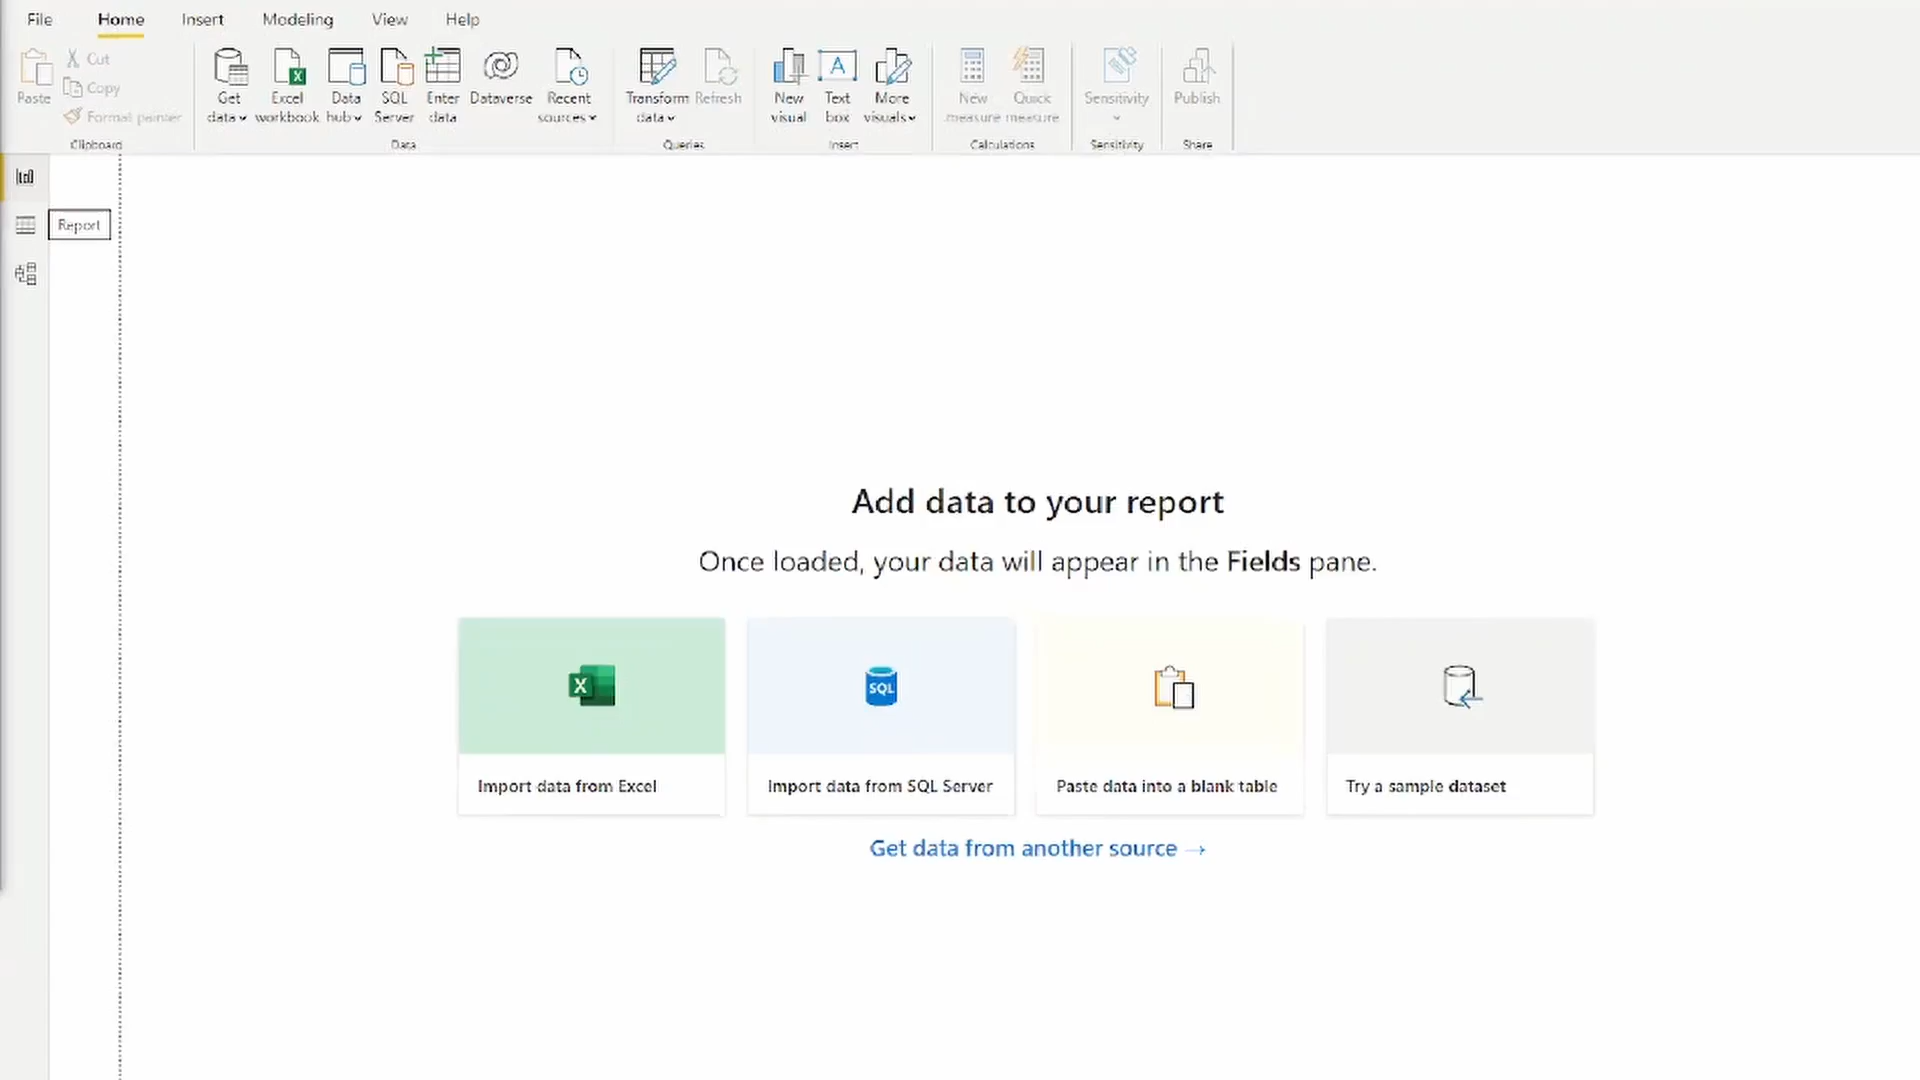 File Home Insert Modeling View Help
Paste
Cut
Copy
Format painter
Clipboard
Get data
Excel workbook
Data hub
SQL Server
Enter data
Dataverse
Recent sources
Data
Transform data
Refresh
Queries
New visual
A
Text box
More visuals
Insert
New measure
Quick measure
Calculations
Sensitivity
Sensitivity
Publish
Share
Report
Add data to your report
Once loaded, your data will appear in the Fields pane.
X
SQL
Import data from Excel
Import data from SQL Server
Paste data into a blank table
Try a sample dataset
Get data from another source →